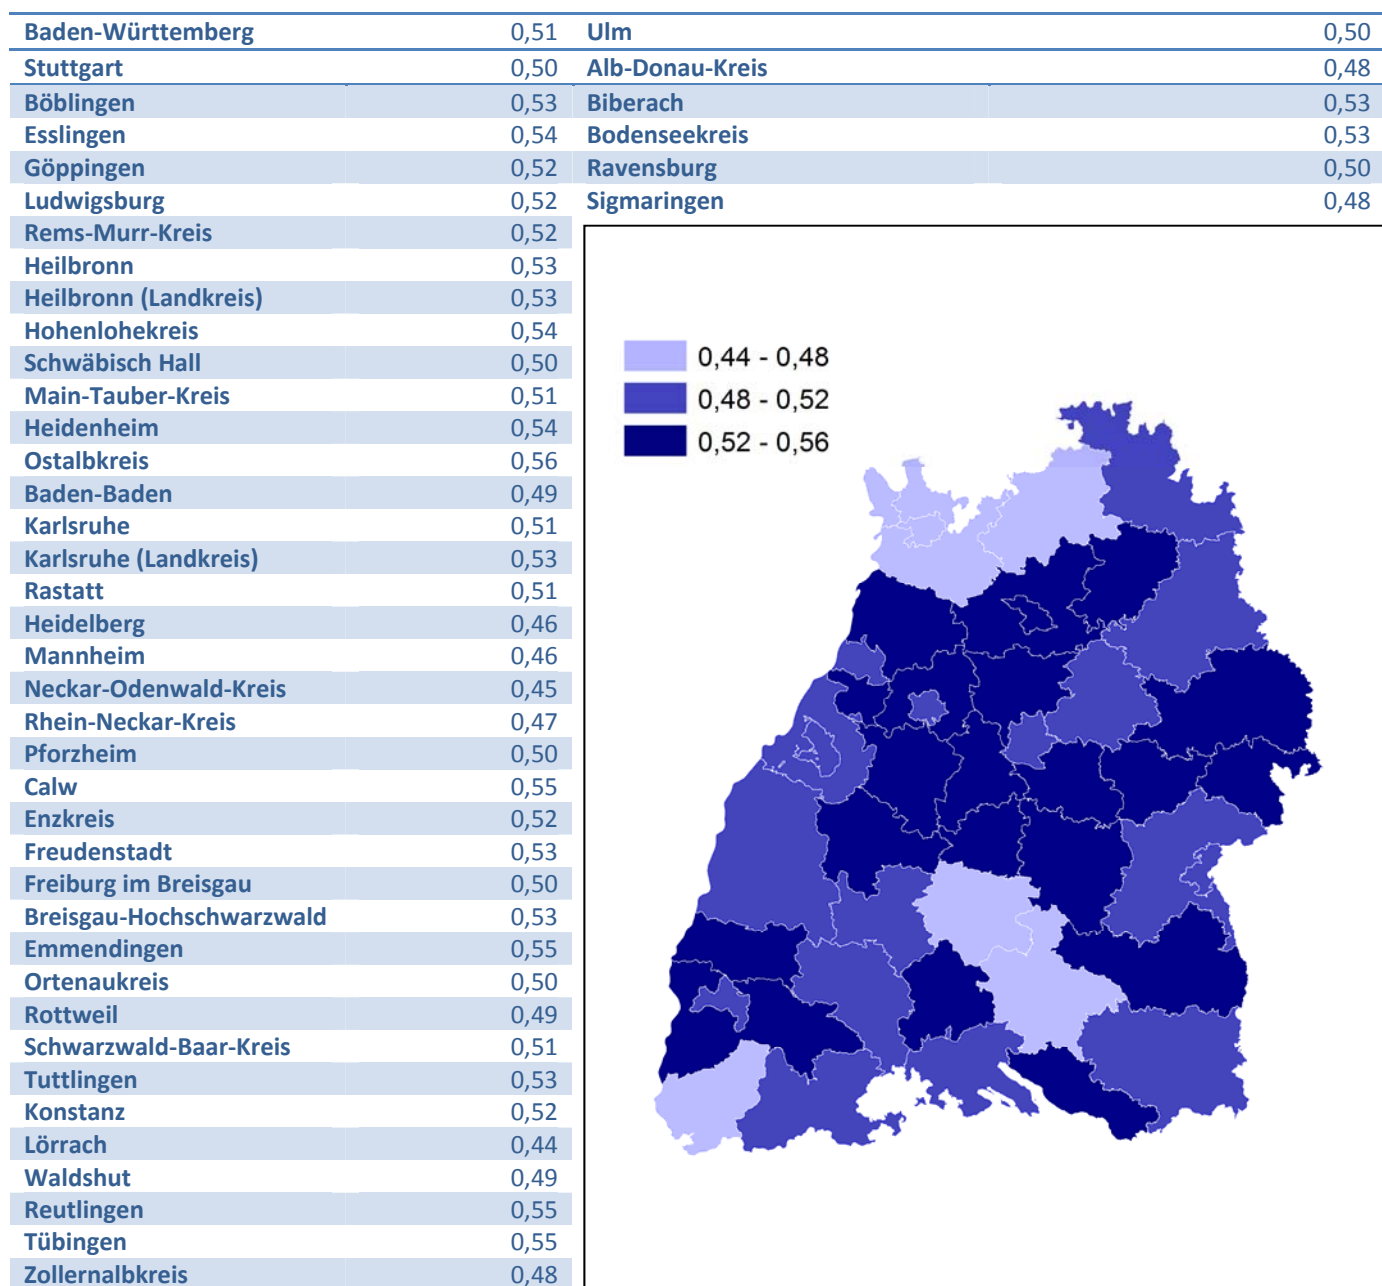 Baden-Württemberg 0,51
Stuttgart 0,50
Böblingen 0,53
Esslingen 0,54
Göppingen 0,52
Ludwigsburg 0,52
Rems-Murr-Kreis 0,52
Heilbronn 0,53
Heilbronn (Landkreis) 0,53
Hohenlohekreis 0,54
Schwäbisch Hall 0,50
Main-Tauber-Kreis 0,51
Heidenheim 0,54
Ostalbkreis 0,56
Baden-Baden 0,49
Karlsruhe 0,51
Karlsruhe (Landkreis) 0,53
Rastatt 0,51
Heidelberg 0,46
Mannheim 0,46
Neckar-Odenwald-Kreis 0,45
Rhein-Neckar-Kreis 0,47
Pforzheim 0,50
Calw 0,55
Enzkreis 0,52
Freudenstadt 0,53
Freiburg im Breisgau 0,50
Breisgau-Hochschwarzwald 0,53
Emmendingen 0,55
Ortenaukreis 0,50
Rottweil 0,49
Schwarzwald-Baar-Kreis 0,51
Tuttlingen 0,53
Konstanz 0,52
Lörrach 0,44
Waldshut 0,49
Reutlingen 0,55
Tübingen 0,55
Zollernalbkreis 0,48
Ulm 0,50
Alb-Donau-Kreis 0,48
Biberach 0,53
Bodenseekreis 0,53
Ravensburg 0,50
Sigmaringen 0,48
0,44 - 0,48
0,48 - 0,52
0,52 - 0,56